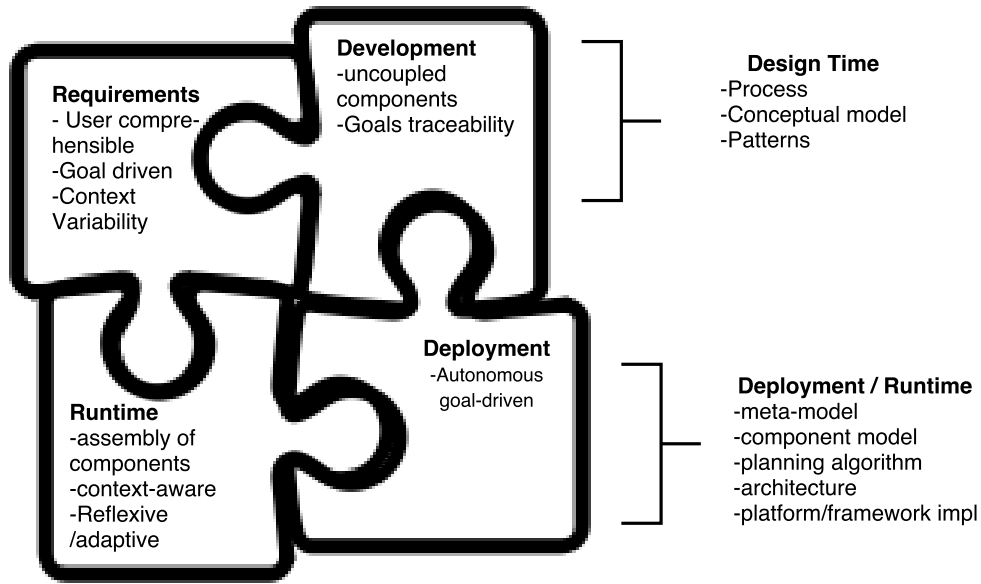 Requirements
- User compre-
hensible
-Goal driven
-Context
Variability
Development
-uncoupled
components
-Goals traceability
Design Time
-Process
-Conceptual model
-Patterns
Runtime
-assembly of
components
-context-aware
-Reflexive
/adaptive
Deployment
-Autonomous
goal-driven
Deployment / Runtime
-meta-model
-component model
-planning algorithm
-architecture
-platform/framework impl